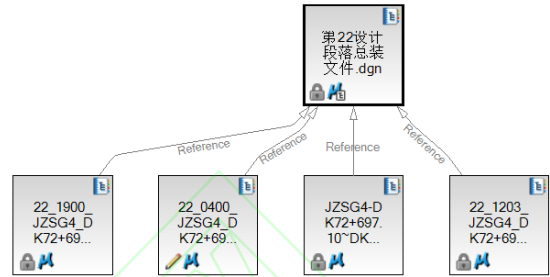 第22设计
段落总装
文件.dgn
Reference
Reference
Reference
Reference
22_1900_
JZSG4_D
K72+69...
22_0400_
JZSG4_D
K72+69...
JZSG4-D
K72+697.
10~DK...
22_1203_
JZSG4_D
K72+69...